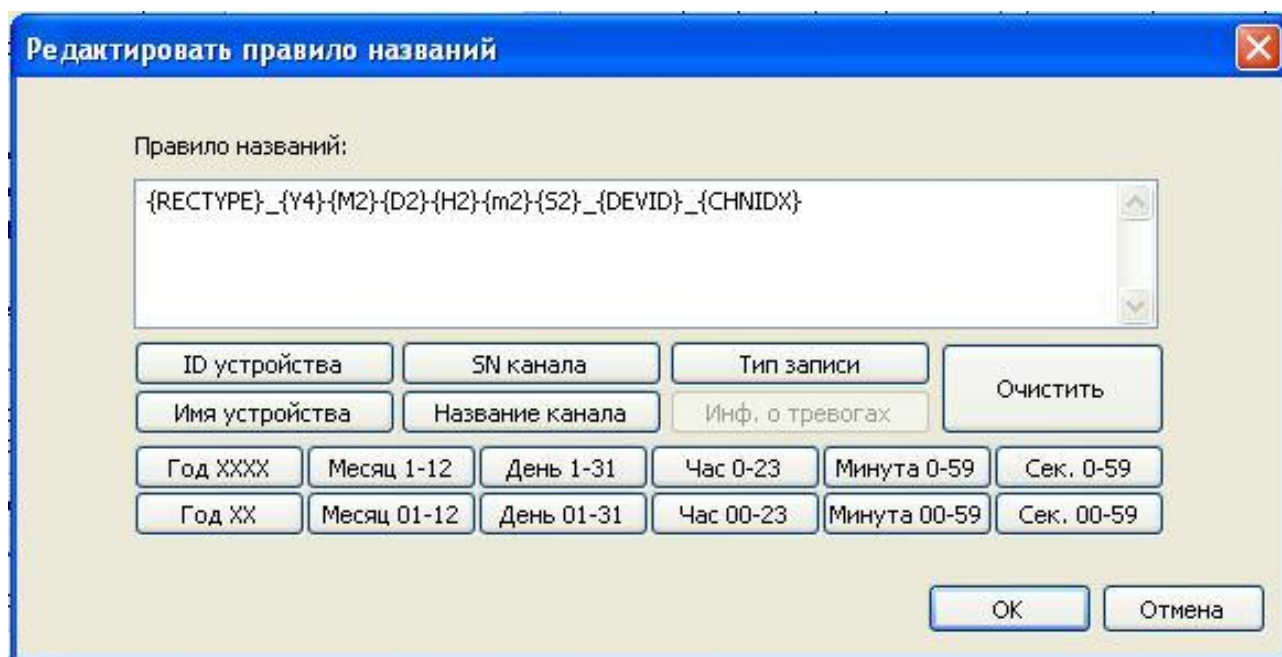 Редактировать правило названий
Правило названий:
{RECTYPE}_{Y4}-{M2}-{D2}-{H2}-{m2}-{S2}_{DEVID}_{CHNIDX}
ID устройства SN канала Тип записи Очистить
Имя устройства Название канала Инф. о тревогах
Год XXXX Месяц 1-12 День 1-31 Час 0-23 Минута 0-59 Сек. 0-59
Год XX Месяц 01-12 День 01-31 Час 00-23 Минута 00-59 Сек. 00-59
OK Отмена